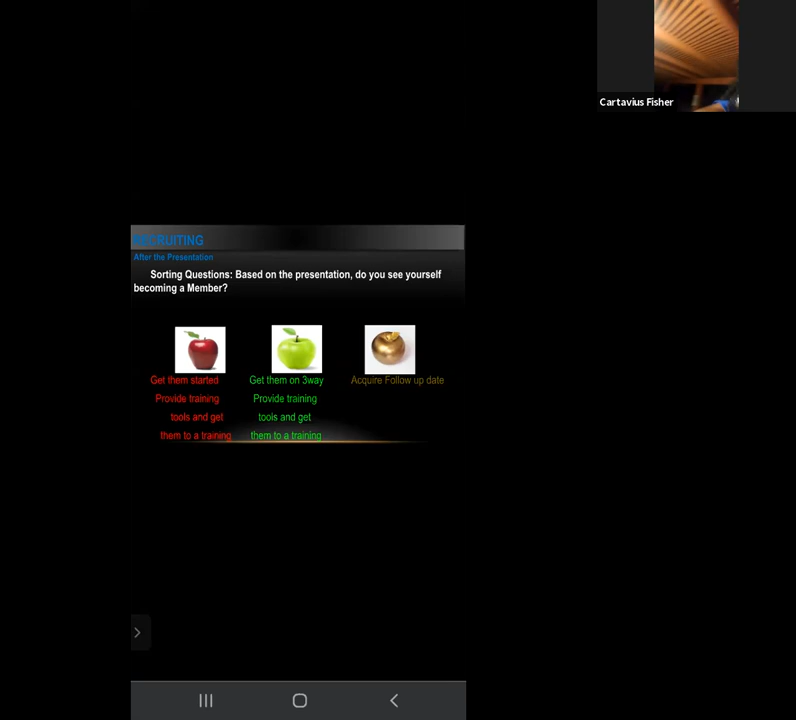 Cartavius Fisher
RECRUITING
After the Presentation
Sorting Questions: Based on the presentation, do you see yourself
becoming a Member?
Get them started
Provide training
tools and get
them to a training
Get them on 3way
Provide training
tools and get
them to a training
Acquire Follow up date